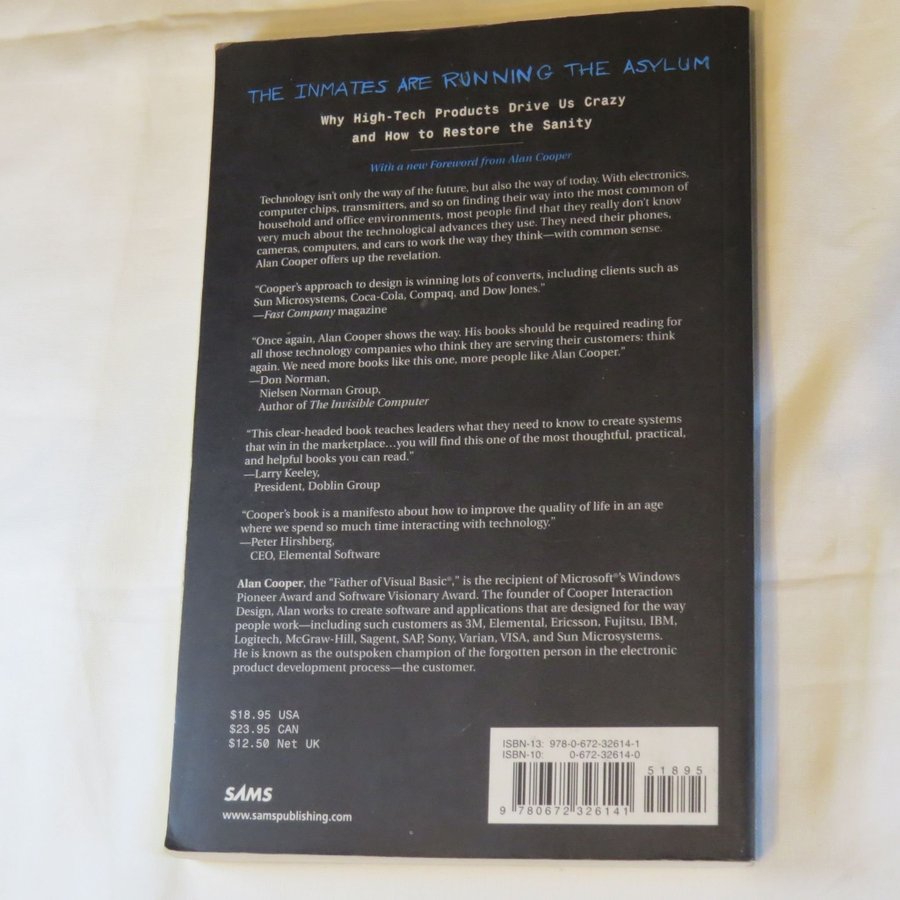 THE INMATES ARE RUNNING THE ASYLUM
Why High-Tech Products Drive Us Crazy
and How to Restore the Sanity
With a new Foreword from Alan Cooper
Technology isn't only the way of the future, but also the way of today. With electronics,
computer chips, transmitters, and so on finding their way into the most common of
household and office environments, most people find that they really don't know
very much about the technological advances they use. They need their phones,
cameras, computers, and cars to work the way they think—with common sense.
Alan Cooper offers up the revelation.
"Cooper's approach to design is winning lots of converts, including clients such as
Sun Microsystems, Coca-Cola, Compaq, and Dow Jones."
—Fast Company magazine
"Once again, Alan Cooper shows the way. His books should be required reading for
all those technology companies who think they are serving their customers: think
again. We need more books like this one, more people like Alan Cooper."
—Don Norman,
Nielsen Norman Group,
Author of The Invisible Computer
"This clear-headed book teaches leaders what they need to know to create systems
that win in the marketplace...you will find this one of the most thoughtful, practical,
and helpful books you can read."
—Larry Keeley,
President, Doblin Group
"Cooper's book is a manifesto about how to improve the quality of life in an age
where we spend so much time interacting with technology."
—Peter Hirshberg,
CEO, Elemental Software
Alan Cooper, the "Father of Visual Basic®," is the recipient of Microsoft®'s Windows
Pioneer Award and Software Visionary Award. The founder of Cooper Interaction
Design, Alan works to create software and applications that are designed for the way
people work—including such customers as 3M, Elemental, Ericsson, Fujitsu, IBM,
Logitech, McGraw-Hill, Sagent, SAP, Sony, Varian, VISA, and Sun Microsystems.
He is known as the outspoken champion of the forgotten person in the electronic
product development process—the customer.
$18.95 USA
$23.95 CAN
$12.50 Net UK
SAMS
www.samspublishing.com
ISBN-13: 978-0-672-32614-1
ISBN-10: 0-672-32614-0
51895
9 780672 326141